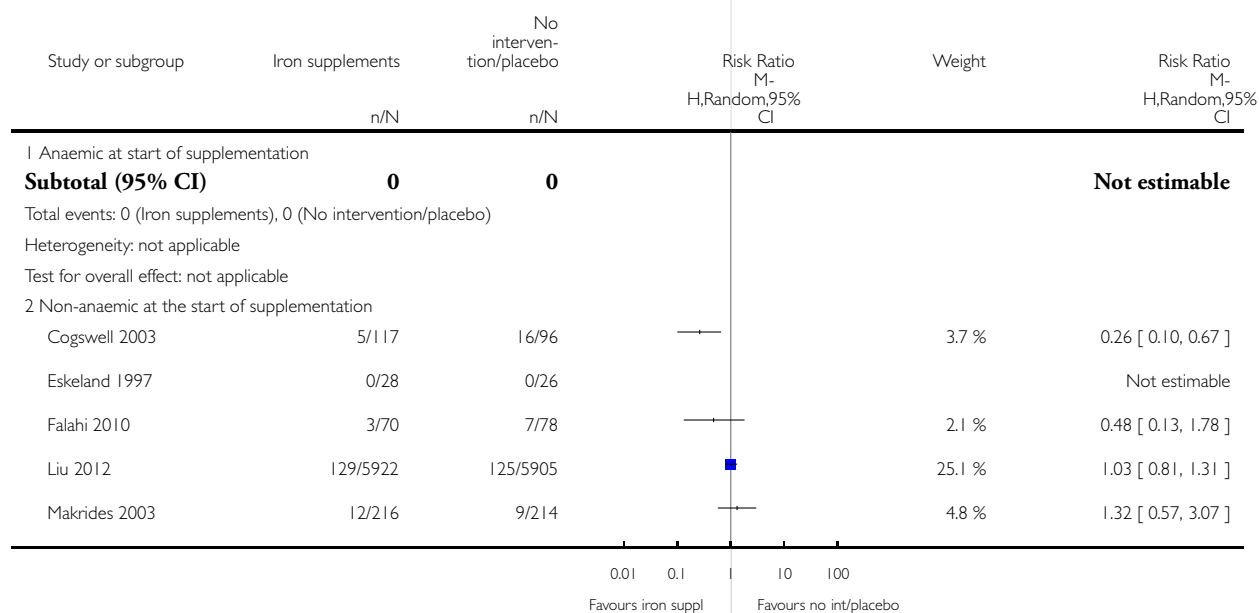 No
interven-
Study or subgroup Iron supplements tion/placebo Risk Ratio Weight Risk Ratio
M- M-
H,Random,95% H,Random,95%
n/N n/N CI CI
1 Anaemic at start of supplementation
Subtotal (95% CI) 0 0 Not estimable
Total events: 0 (Iron supplements), 0 (No intervention/placebo)
Heterogeneity: not applicable
Test for overall effect: not applicable
2 Non-anaemic at the start of supplementation
Cogswell 2003 5/117 16/96 3.7 % 0.26 [ 0.10, 0.67 ]
Eskeland 1997 0/28 0/26 Not estimable
Falahi 2010 3/70 7/78 2.1 % 0.48 [ 0.13, 1.78 ]
Liu 2012 129/5922 125/5905 25.1 % 1.03 [ 0.81, 1.31 ]
Makrides 2003 12/216 9/214 4.8 % 1.32 [ 0.57, 3.07 ]
0.01 0.1 1 10 100
Favours iron suppl Favours no int/placebo